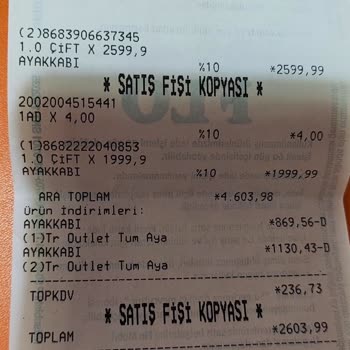 (2)8683906637345
1.0 ÇİFT X 2599,9
AYAKKABI %10 *2599,99
* SATIŞ FİŞİ KOPYASI *
2002004515441
1AD X 4,00
%10 *4,00
(1)8682222040853
1.0 ÇİFT X 1999,9
AYAKKABI %10 *1999,99
ARA TOPLAM *4.603,98
Ürün İndirimleri:
AYAKKABI *869,56-D
(1)Tr Outlet Tum Aya
AYAKKABI *1130,43-D
(2)Tr Outlet Tum Aya
TOPKDV *236,73
* SATIŞ FİŞİ KOPYASI *
TOPLAM *2603,99